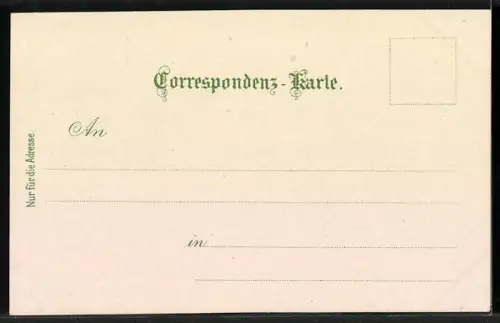 Correspondenz-Karte.
An
in
Nur für die Adresse